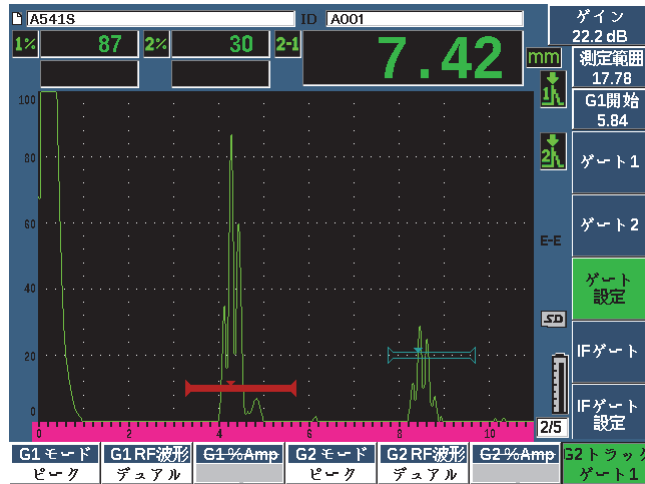 A541S ID A001 ゲイン
22.2 dB
1% 87 2% 30 2-1 7.42
mm 測定範囲
17.78
100 1 G1開始
5.84
80 2 ゲート1
60 E-E ゲート2
40 ゲート
設定
SD
20 IFゲート
0 IFゲート
設定
0 2 4 6 8 10 2/5
G1モード G1RF波形 G1%Amp G2モード G2RF波形 G2%Amp G2トラック
ピーク デュアル ピーク デュアル ゲート1